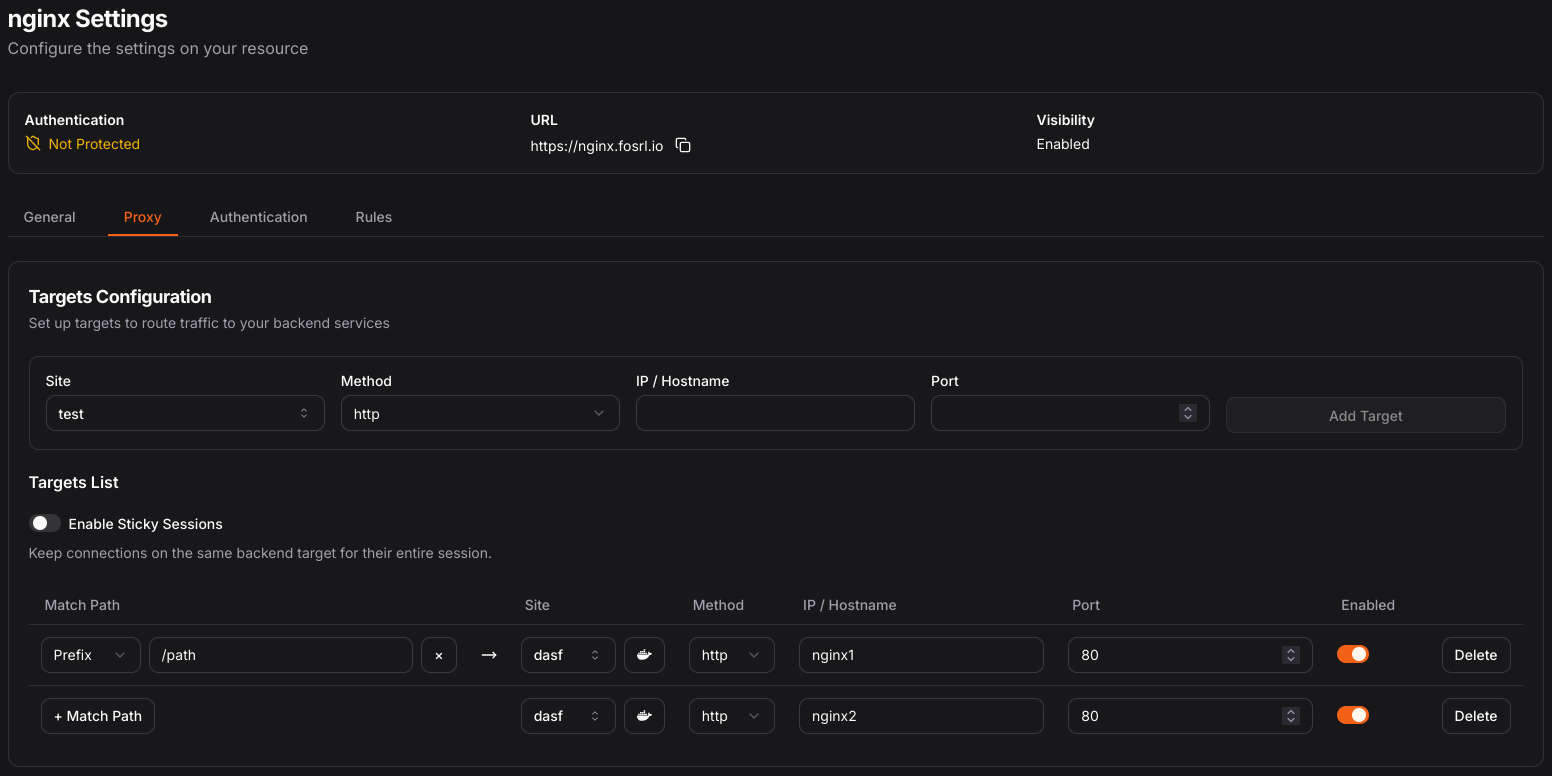 nginx Settings
Configure the settings on your resource
Authentication URL Visibility
Not Protected https://nginx.fosrl.io Enabled
General Proxy Authentication Rules
Targets Configuration
Set up targets to route traffic to your backend services
Site Method IP / Hostname Port
test http Add Target
Targets List
Enable Sticky Sessions
Keep connections on the same backend target for their entire session.
Match Path Site Method IP / Hostname Port Enabled
Prefix /path × → dasf http nginx1 80 Delete
+ Match Path dasf http nginx2 80 Delete